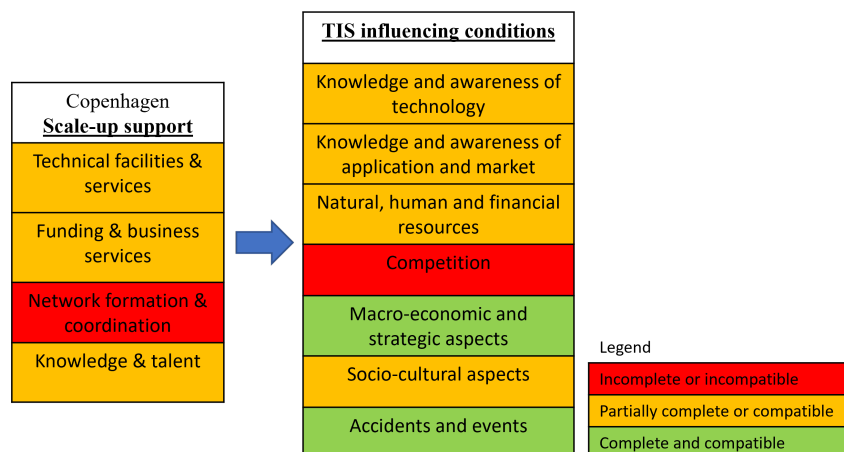 Copenhagen
Scale-up support
Technical facilities &
services
Funding & business
services
Network formation &
coordination
Knowledge & talent
TIS influencing conditions
Knowledge and awareness of
technology
Knowledge and awareness of
application and market
Natural, human and financial
resources
Competition
Macro-economic and
strategic aspects
Socio-cultural aspects
Accidents and events
Legend
Incomplete or incompatible
Partially complete or compatible
Complete and compatible